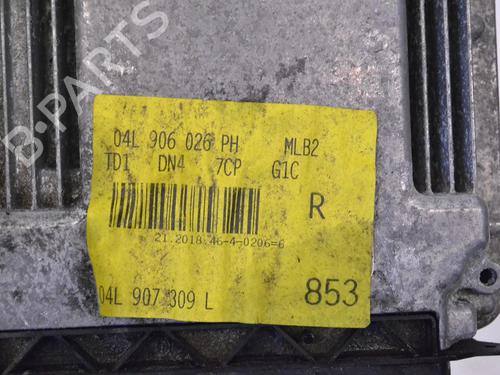 B-PARTS
04L 906 026 PH MLB2
TD1 DN4 7CP G1C
R
21.2018.46-4-0206=6
04L 907 309 L 853